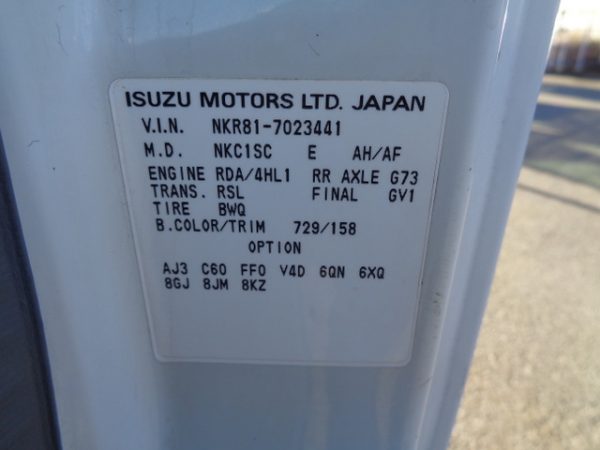 ISUZU MOTORS LTD. JAPAN
V.I.N. NKR81-7023441
M.D. NKC1SC E AH/AF
ENGINE RDA/4HL1 RR AXLE G73
TRANS. RSL FINAL GV1
TIRE BWQ
B.COLOR/TRIM 729/158
OPTION
AJ3 C60 FF0 V4D 6QN 6XQ
8GJ 8JM 8KZ